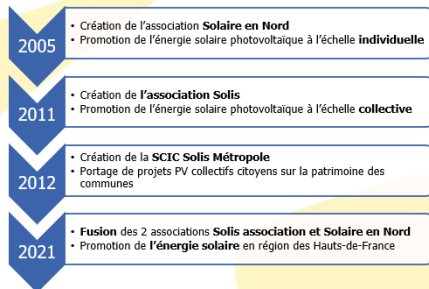 2005
• Création de l'association Solaire en Nord
• Promotion de l'énergie solaire photovoltaïque à l'échelle individuelle
2011
• Création de l'association Solis
• Promotion de l'énergie solaire photovoltaïque à l'échelle collective
2012
• Création de la SCIC Solis Métropole
• Portage de projets PV collectifs citoyens sur la patrimoine des
communes
2021
• Fusion des 2 associations Solis association et Solaire en Nord
• Promotion de l'énergie solaire en région des Hauts-de-France